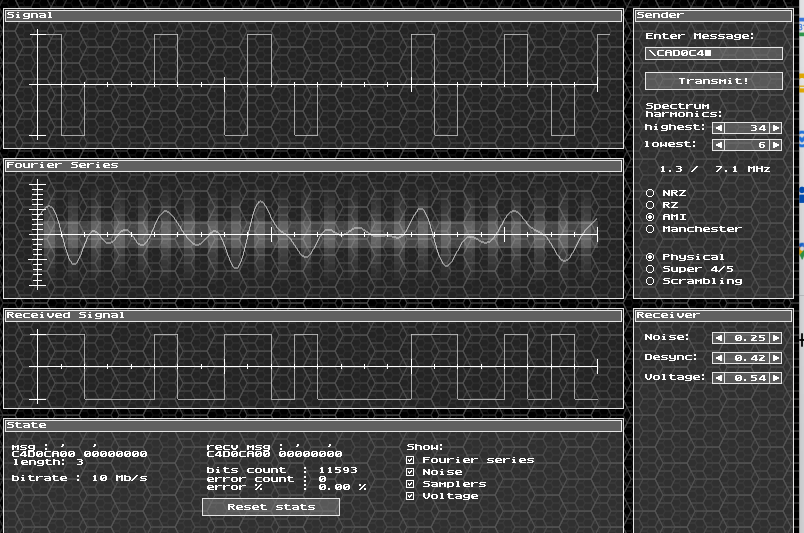 Signal
Sender
Enter Message:
\CAD0C4
Transmit!
Spectrum
harmonics:
highest: 34
lowest: 6
1.3 / 7.1 MHz
NRZ
RZ
AMI
Manchester
Physical
Super 4/5
Scrambling
Fourier Series
Received Signal
Receiver
Noise: 0.25
Desync: 0.42
Voltage: 0.54
State
msg : ' '
C4D0CA00 00000000
length: 3
bitrate : 10 Mb/s
recv msg : ' '
C4D0CA00 00000000
bits count : 11593
error count : 0
error % : 0.00 %
Reset stats
Show:
Fourier series
Noise
Samplers
Voltage